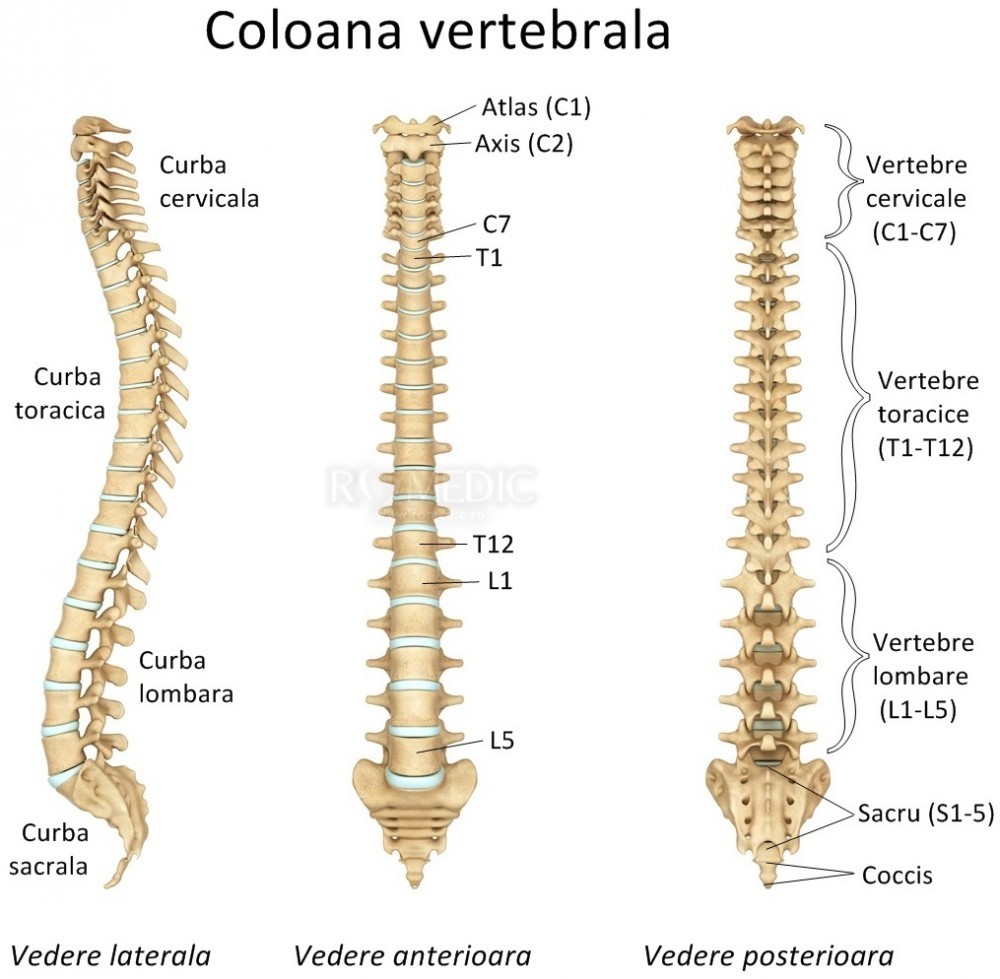 Coloana vertebrala
Curba
cervicala
Curba
toracica
Curba
lombara
Curba
sacrala
Vedere laterala
Atlas (C1)
Axis (C2)
C7
T1
T12
L1
L5
ROMEDIC
Vedere anterioara
Vertebre
cervicale
(C1-C7)
Vertebre
toracice
(T1-T12)
Vertebre
lombare
(L1-L5)
Sacru (S1-5)
Coccis
Vedere posterioara